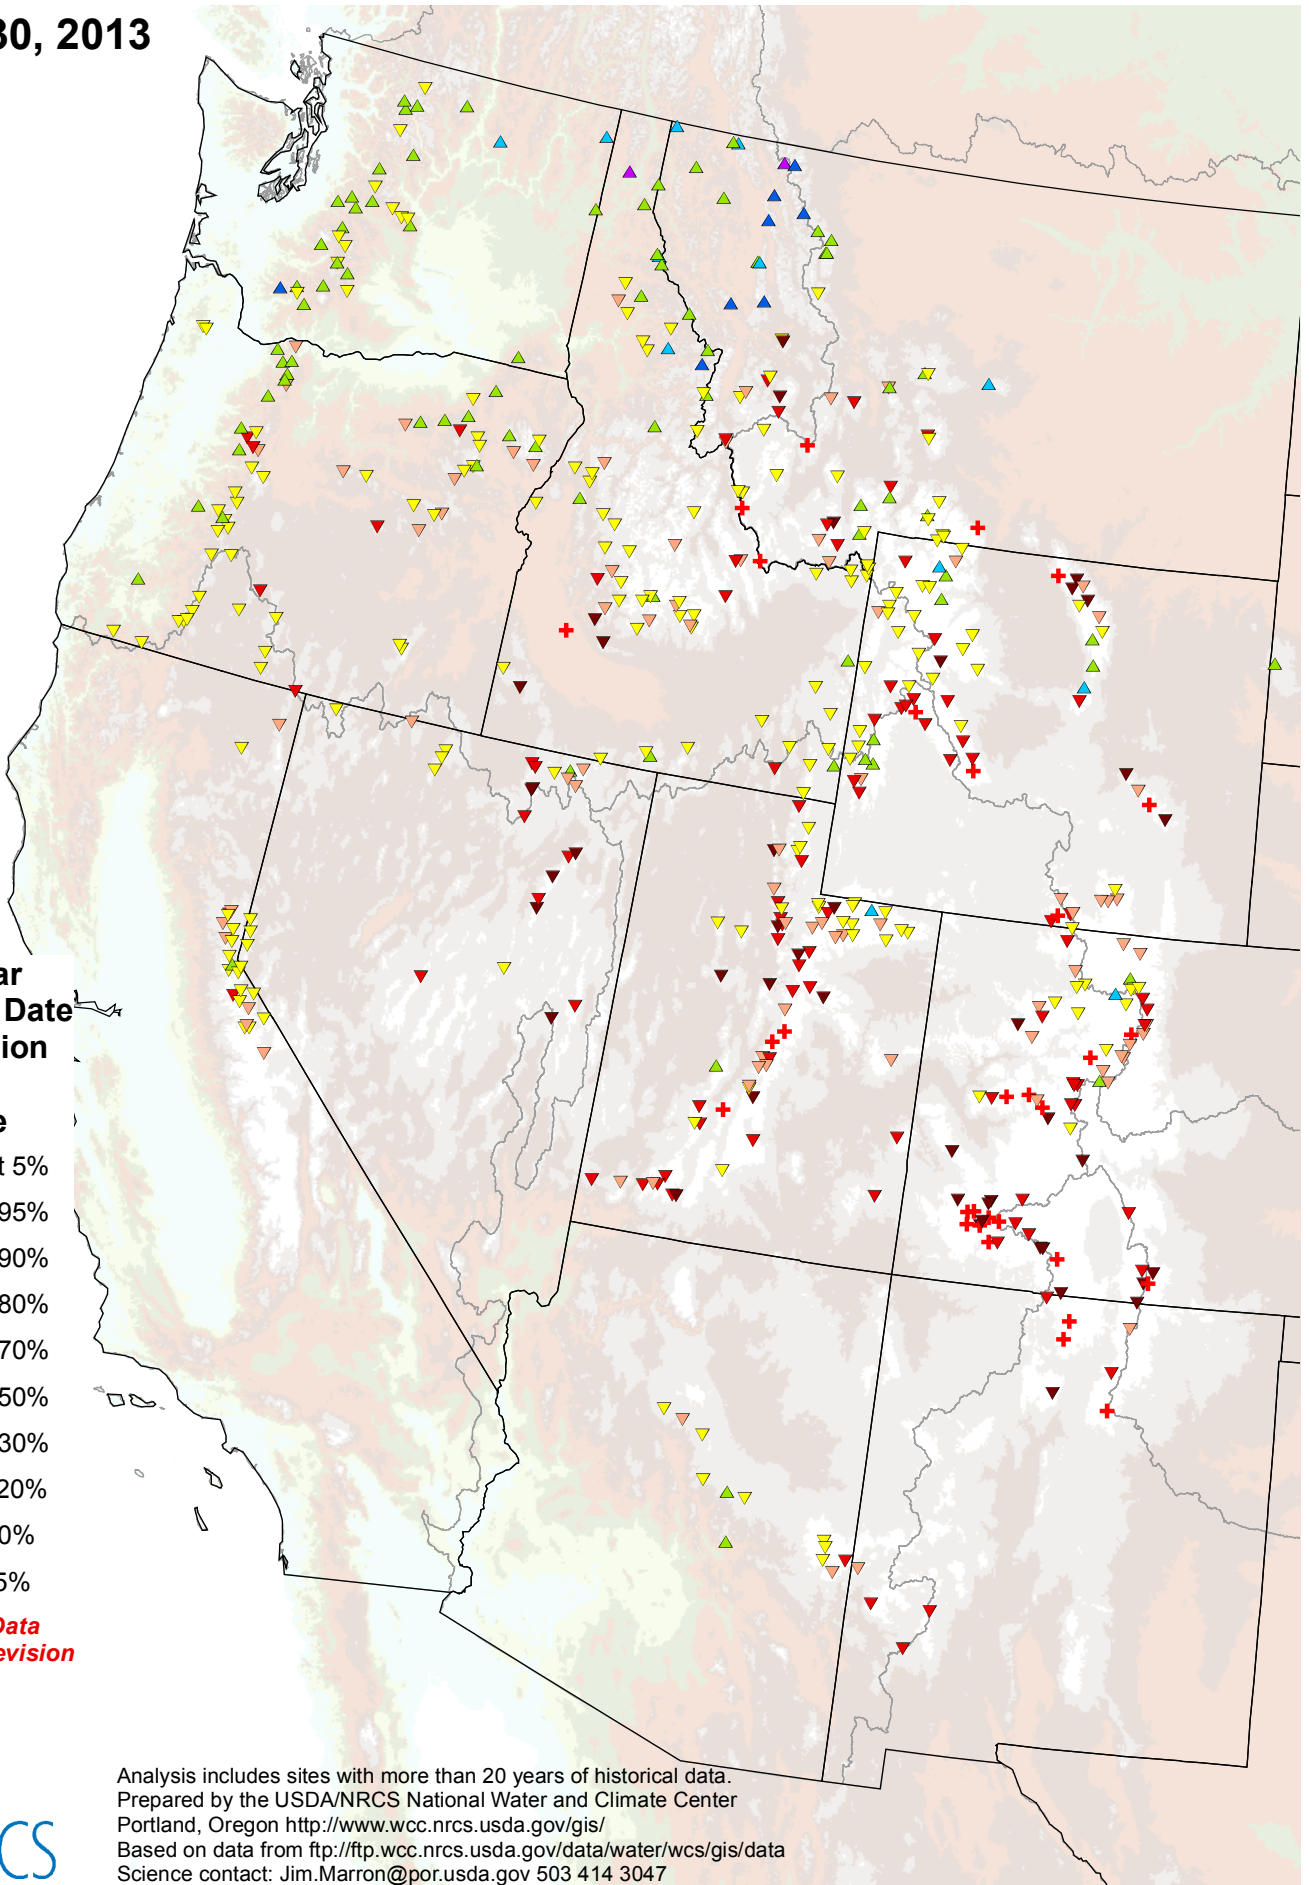 30, 2013
ar
Date
ion
e
t 5%
95%
90%
80%
70%
50%
30%
20%
0%
5%
Data
evision
Analysis includes sites with more than 20 years of historical data.
Prepared by the USDA/NRCS National Water and Climate Center
Portland, Oregon http://www.wcc.nrcs.usda.gov/gis/
Based on data from ftp://ftp.wcc.nrcs.usda.gov/data/water/wcs/gis/data
Science contact: Jim.Marron@por.usda.gov 503 414 3047
CS